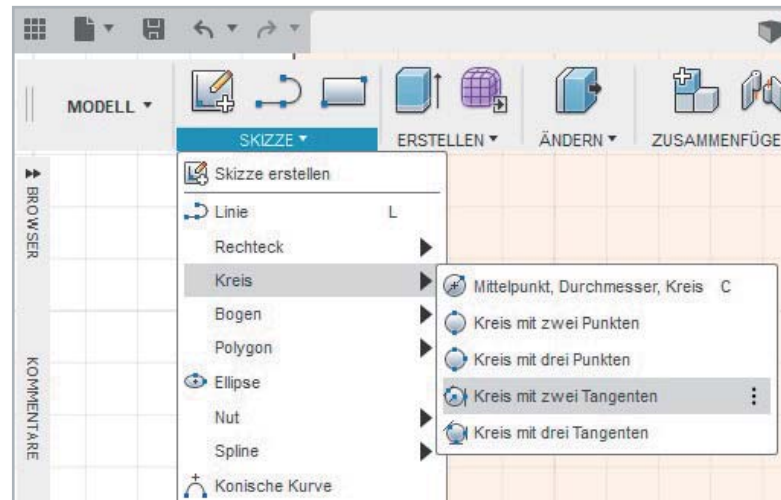 MODELL
SKIZZE
ERSTELLEN
ÄNDERN
ZUSAMMENFÜGE
BROWSER
KOMMENTARE
Skizze erstellen
Linie L
Rechteck
Kreis
Bogen
Polygon
Ellipse
Nut
Spline
Konische Kurve
Mittelpunkt, Durchmesser, Kreis C
Kreis mit zwei Punkten
Kreis mit drei Punkten
Kreis mit zwei Tangenten
Kreis mit drei Tangenten